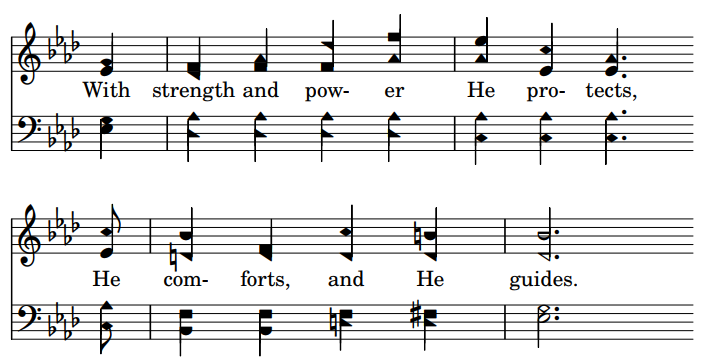 With strength and pow- er He pro- tects,
He com- forts, and He guides.